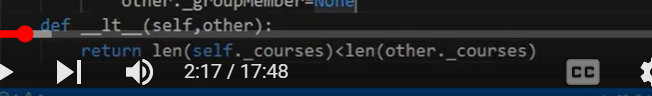 other._groupMember=None
def __lt__(self,other):
return len(self._courses)<len(other._courses)
2:17 / 17:48
CC